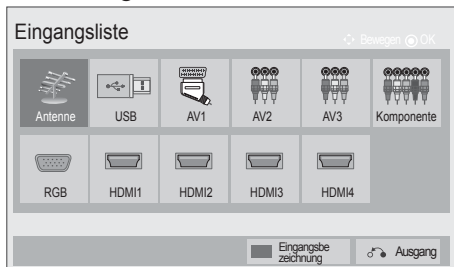 Eingangsliste
Bewegen OK
Antenne USB AV1 AV2 AV3 Komponente
RGB HDMI1 HDMI2 HDMI3 HDMI4
Eingangsbe
zeichnung
Ausgang